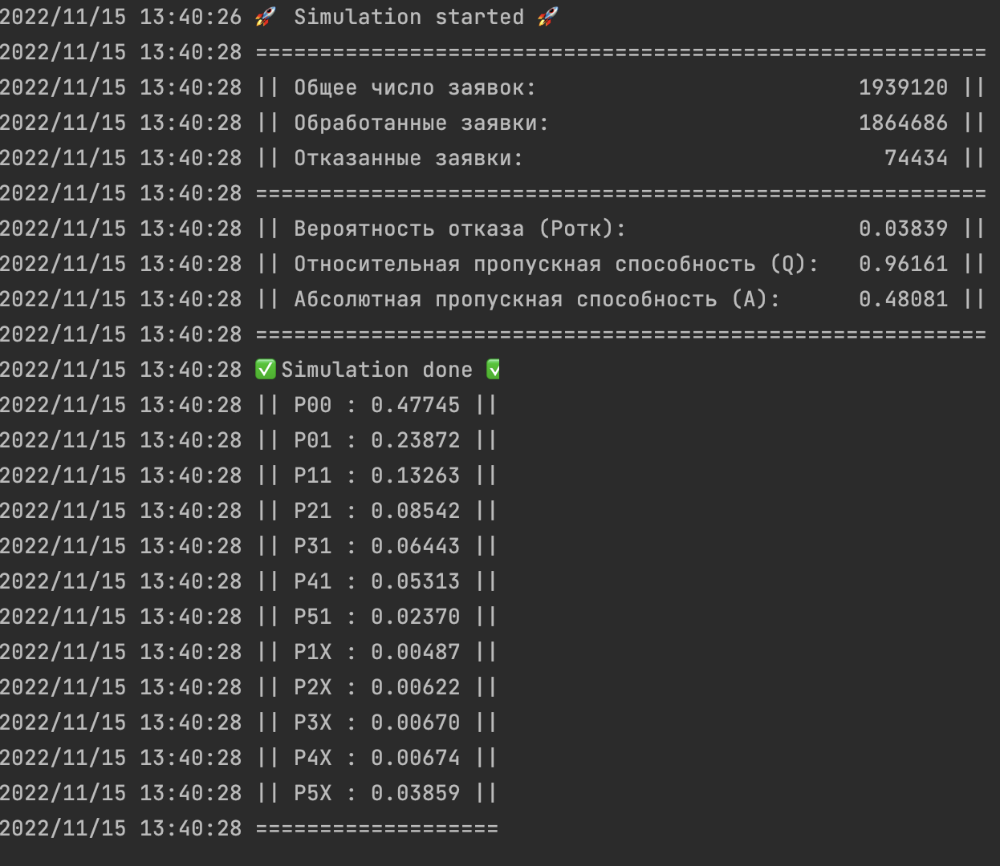 2022/11/15 13:40:26 🚀 Simulation started 🚀
2022/11/15 13:40:28 =========================================================
2022/11/15 13:40:28 || Общее число заявок:                         1939120 ||
2022/11/15 13:40:28 || Обработанные заявки:                        1864686 ||
2022/11/15 13:40:28 || Отказанные заявки:                            74434 ||
2022/11/15 13:40:28 =========================================================
2022/11/15 13:40:28 || Вероятность отказа (Pотк):                  0.03839 ||
2022/11/15 13:40:28 || Относительная пропускная способность (Q):   0.96161 ||
2022/11/15 13:40:28 || Абсолютная пропускная способность (A):      0.48081 ||
2022/11/15 13:40:28 =========================================================
2022/11/15 13:40:28 ✅ Simulation done ✅
2022/11/15 13:40:28 || P00 : 0.47745 ||
2022/11/15 13:40:28 || P01 : 0.23872 ||
2022/11/15 13:40:28 || P11 : 0.13263 ||
2022/11/15 13:40:28 || P21 : 0.08542 ||
2022/11/15 13:40:28 || P31 : 0.06443 ||
2022/11/15 13:40:28 || P41 : 0.05313 ||
2022/11/15 13:40:28 || P51 : 0.02370 ||
2022/11/15 13:40:28 || P1X : 0.00487 ||
2022/11/15 13:40:28 || P2X : 0.00622 ||
2022/11/15 13:40:28 || P3X : 0.00670 ||
2022/11/15 13:40:28 || P4X : 0.00674 ||
2022/11/15 13:40:28 || P5X : 0.03859 ||
2022/11/15 13:40:28 ===================